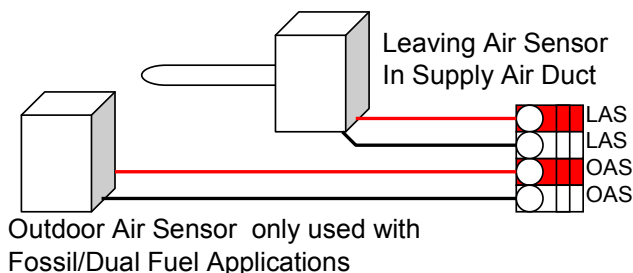 Leaving Air Sensor
In Supply Air Duct
LAS
LAS
OAS
OAS
Outdoor Air Sensor only used with
Fossil/Dual Fuel Applications